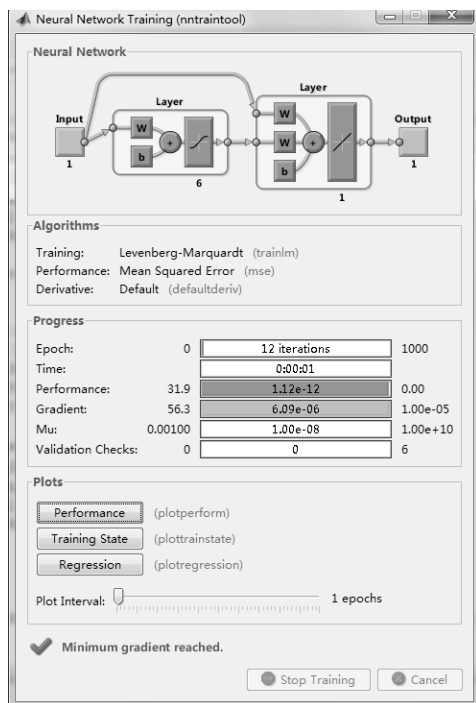 Neural Network Training (nntraintool)
Neural Network
Layer
Layer
Input
Output
W
W
W
b
+
+
b
1
6
1
1
Algorithms
Training: Levenberg-Marquardt (trainlm)
Performance: Mean Squared Error (mse)
Derivative: Default (defaultderiv)
Progress
Epoch: 0 12 iterations 1000
Time: 0:00:01
Performance: 31.9 1.12e-12 0.00
Gradient: 56.3 6.09e-06 1.00e-05
Mu: 0.00100 1.00e-08 1.00e+10
Validation Checks: 0 0 6
Plots
Performance (plotperform)
Training State (plottrainstate)
Regression (plotregression)
Plot Interval: 1 epochs
Minimum gradient reached.
Stop Training Cancel